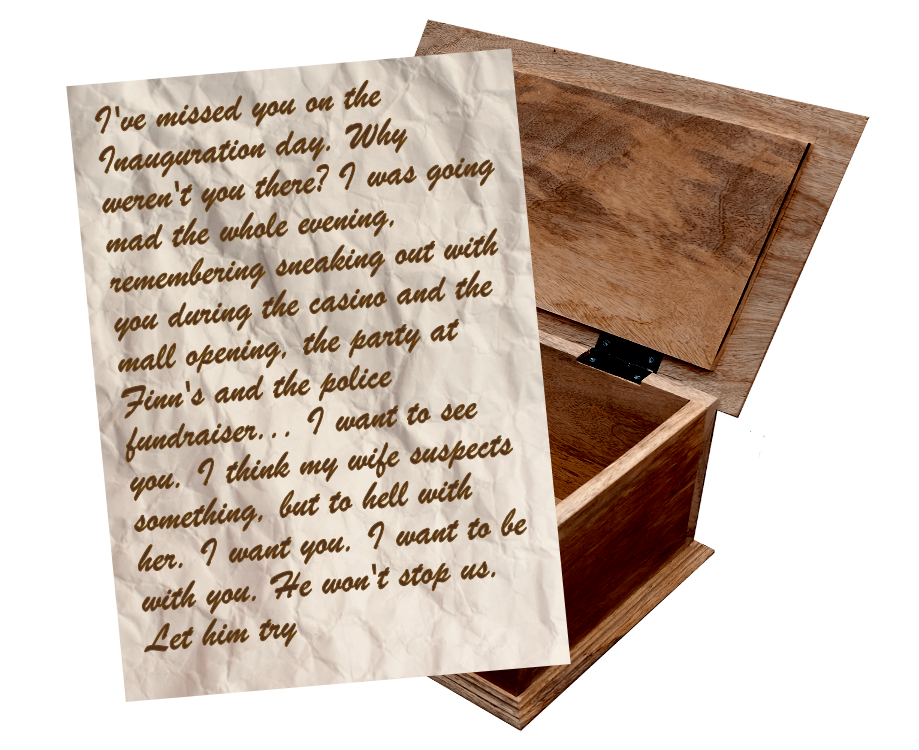 I've missed you on the
Inauguration day. Why
weren't you there? I was going
mad the whole evening,
remembering sneaking out with
you during the casino and the
mall opening, the party at
Finn's and the police
fundraiser... I want to see
you. I think my wife suspects
something, but to hell with
her. I want you. I want to be
with you. He won't stop us.
Let him try